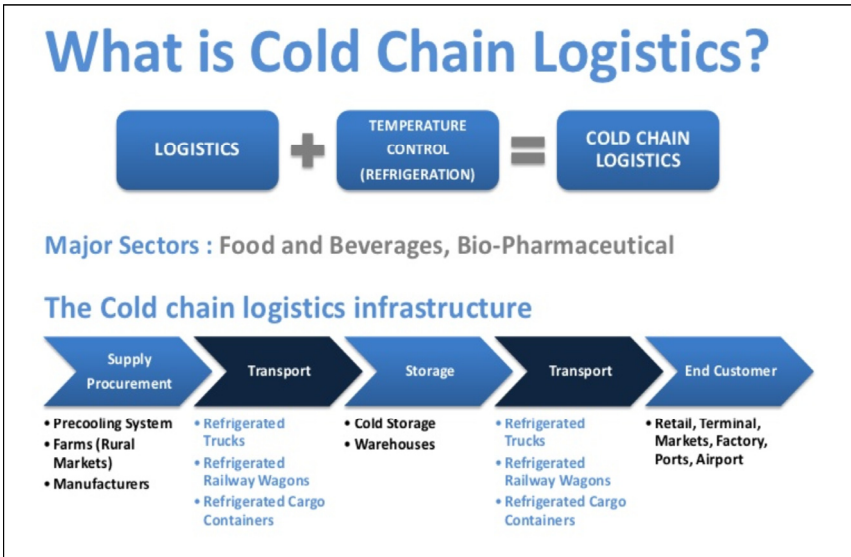 What is Cold Chain Logistics?
LOGISTICS
TEMPERATURE
CONTROL
(REFRIGERATION)
COLD CHAIN
LOGISTICS
Major Sectors : Food and Beverages, Bio-Pharmaceutical
The Cold chain logistics infrastructure
Supply
Procurement
Transport
Storage
Transport
End Customer
• Precooling System
• Farms (Rural
Markets)
• Manufacturers
• Refrigerated
Trucks
• Refrigerated
Railway Wagons
• Refrigerated Cargo
Containers
• Cold Storage
• Warehouses
• Refrigerated
Trucks
• Refrigerated
Railway Wagons
• Refrigerated Cargo
Containers
• Retail, Terminal,
Markets, Factory,
Ports, Airport